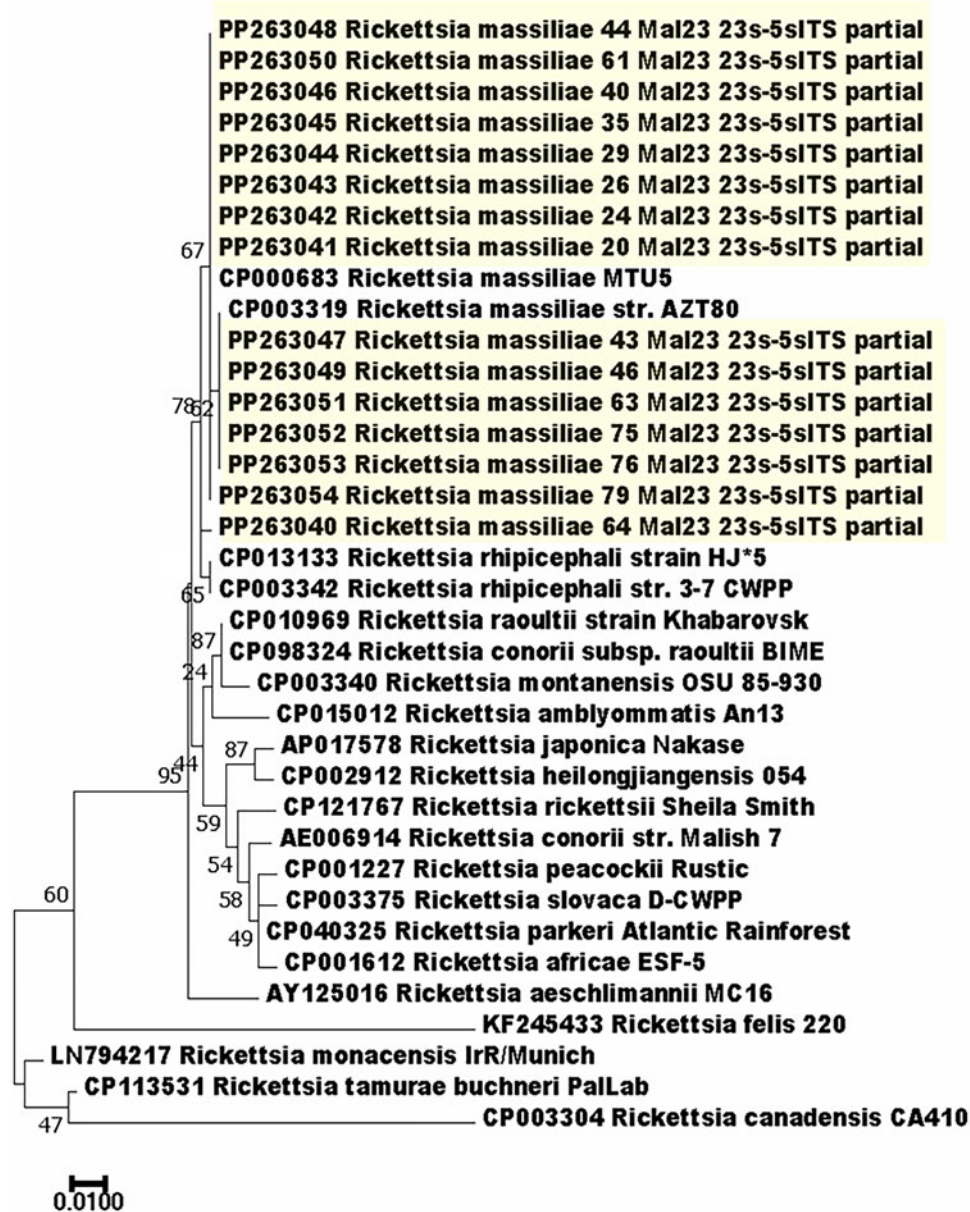 PP263048 Rickettsia massiliae 44 Mal23 23s-5sITS partial
PP263050 Rickettsia massiliae 61 Mal23 23s-5sITS partial
PP263046 Rickettsia massiliae 40 Mal23 23s-5sITS partial
PP263045 Rickettsia massiliae 35 Mal23 23s-5sITS partial
PP263044 Rickettsia massiliae 29 Mal23 23s-5sITS partial
PP263043 Rickettsia massiliae 26 Mal23 23s-5sITS partial
PP263042 Rickettsia massiliae 24 Mal23 23s-5sITS partial
PP263041 Rickettsia massiliae 20 Mal23 23s-5sITS partial
67
CP000683 Rickettsia massiliae MTU5
CP003319 Rickettsia massiliae str. AZT80
PP263047 Rickettsia massiliae 43 Mal23 23s-5sITS partial
PP263049 Rickettsia massiliae 46 Mal23 23s-5sITS partial
PP263051 Rickettsia massiliae 63 Mal23 23s-5sITS partial
78 62
PP263052 Rickettsia massiliae 75 Mal23 23s-5sITS partial
PP263053 Rickettsia massiliae 76 Mal23 23s-5sITS partial
PP263054 Rickettsia massiliae 79 Mal23 23s-5sITS partial
PP263040 Rickettsia massiliae 64 Mal23 23s-5sITS partial
CP013133 Rickettsia rhipicephali strain HJ*5
CP003342 Rickettsia rhipicephali str. 3-7 CWPP
65
CP010969 Rickettsia raoultii strain Khabarovsk
87
CP098324 Rickettsia conorii subsp. raoultii BIME
24
CP003340 Rickettsia montanensis OSU 85-930
CP015012 Rickettsia amblyommatis An13
87
AP017578 Rickettsia japonica Nakase
44
95
CP002912 Rickettsia heilongjiangensis 054
CP121767 Rickettsia rickettsii Sheila Smith
59
AE006914 Rickettsia conorii str. Malish 7
54
CP001227 Rickettsia peacockii Rustic
60
58
CP003375 Rickettsia slovaca D-CWPP
CP040325 Rickettsia parkeri Atlantic Rainforest
49
CP001612 Rickettsia africae ESF-5
AY125016 Rickettsia aeschlimannii MC16
KF245433 Rickettsia felis 220
LN794217 Rickettsia monacensis IrR/Munich
CP113531 Rickettsia tamurae buchneri PalLab
CP003304 Rickettsia canadensis CA410
47
0.0100